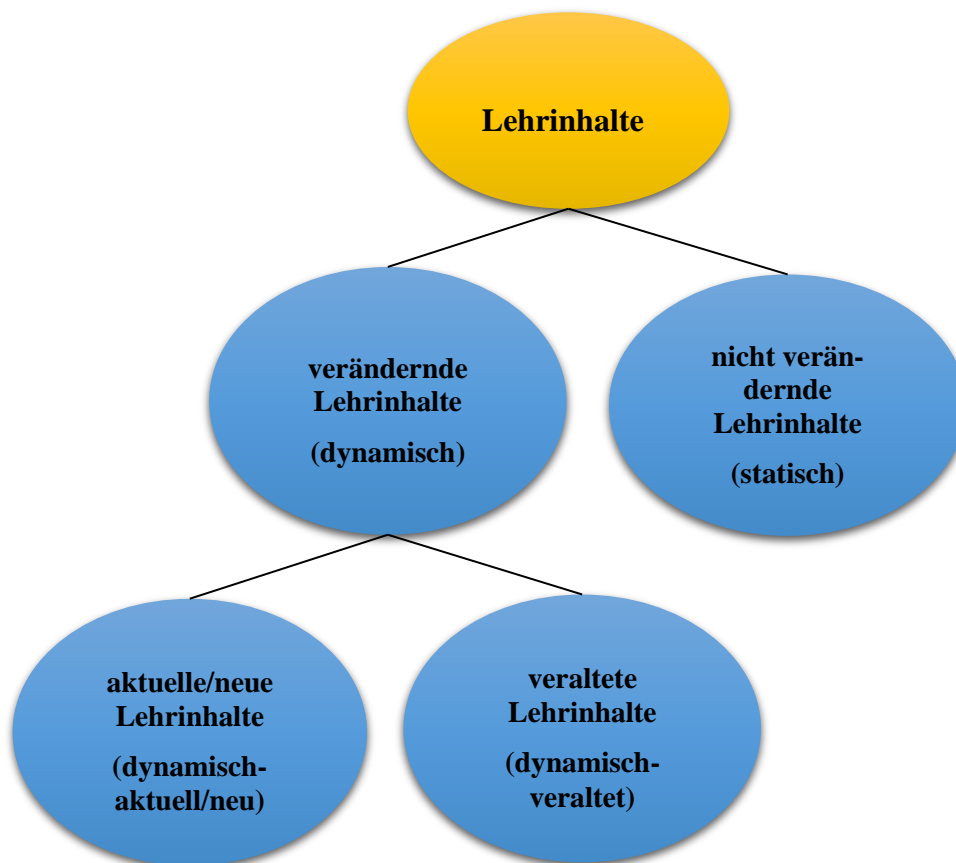 Lehrinhalte
verändernde
Lehrinhalte
(dynamisch)
nicht verän-
dernde
Lehrinhalte
(statisch)
aktuelle/neue
Lehrinhalte
(dynamisch-
aktuell/neu)
veraltete
Lehrinhalte
(dynamisch-
veraltet)